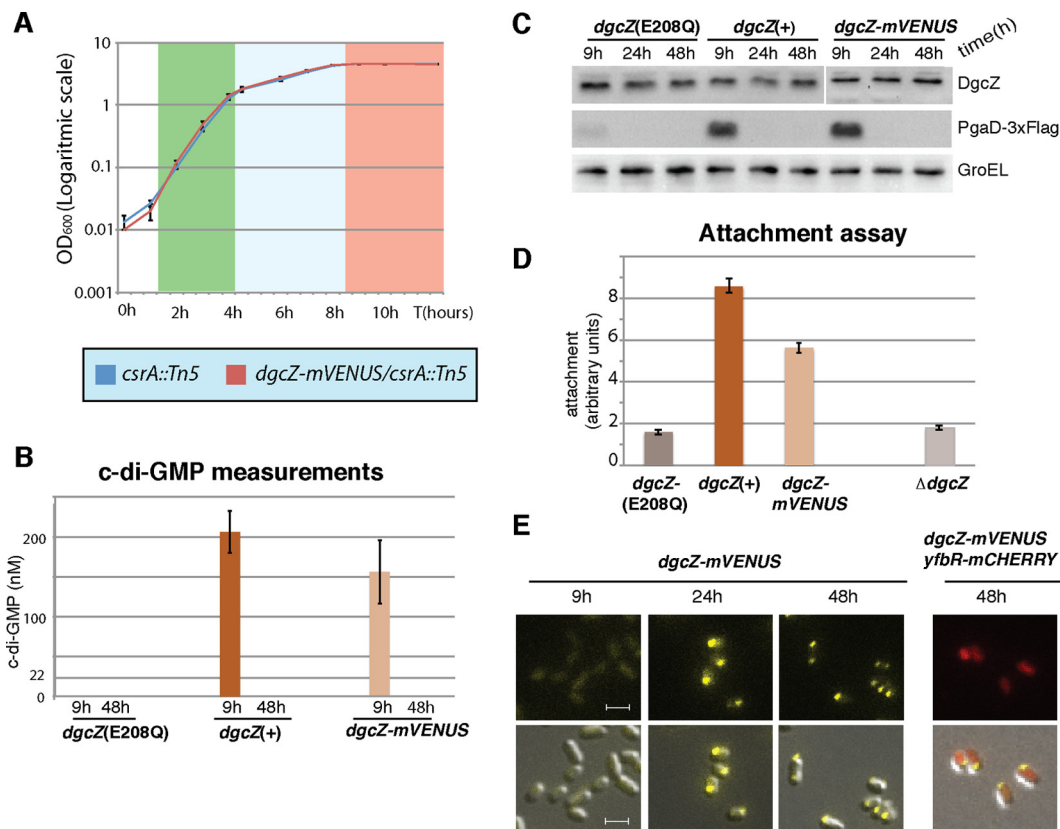 A
OD600 (Logaritmic scale)
10
1
0.1
0.01
0.001
0h 2h 4h 6h 8h 10h T(hours)
csrA::Tn5 dgcZ-mVENUS/csrA::Tn5
B
c-di-GMP measurements
c-di-GMP (nM)
200
100
22
0
9h 48h 9h 48h 9h 48h
dgcZ(E208Q) dgcZ(+) dgcZ-mVENUS
C
dgcZ(E208Q) dgcZ(+) dgcZ-mVENUS
9h 24h 48h 9h 24h 48h 9h 24h 48h time(h)
DgcZ
PgaD-3xFlag
GroEL
D
Attachment assay
attachment
(arbitrary units)
8
6
4
2
0
dgcZ-
(E208Q)
dgcZ(+)
dgcZ-
mVENUS
ΔdgcZ
E
dgcZ-mVENUS
9h 24h 48h
dgcZ-mVENUS
yfbR-mCHERRY
48h